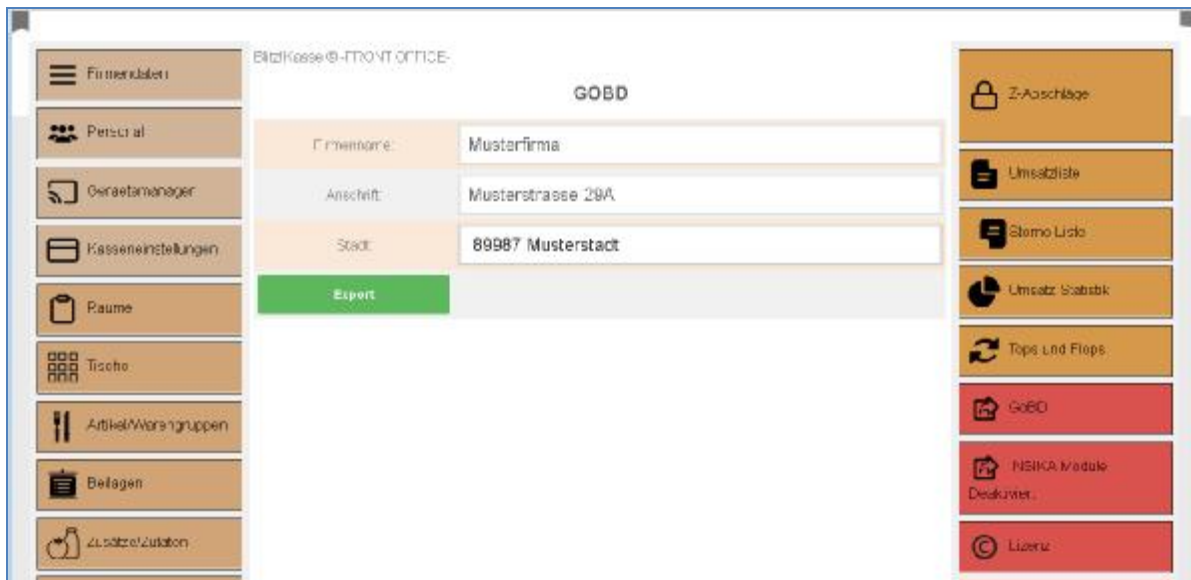 BlitzKasse ® -FRONT OFFICE-
Firmendaten
Personal
Geraetemanager
Kasseneinstellungen
Raume
Tische
Artikel/Warengruppen
Beilagen
Zusätze/Zutaten
GOBD
Firmenname: Musterfirma
Anschrift: Musterstrasse 29A
Stadt: 89987 Musterstadt
Export
Z-Abschläge
Umsatzliste
Storno Liste
Umsatz Statistik
Tops und Flops
GoBD
INSIKA Module
Lizenz